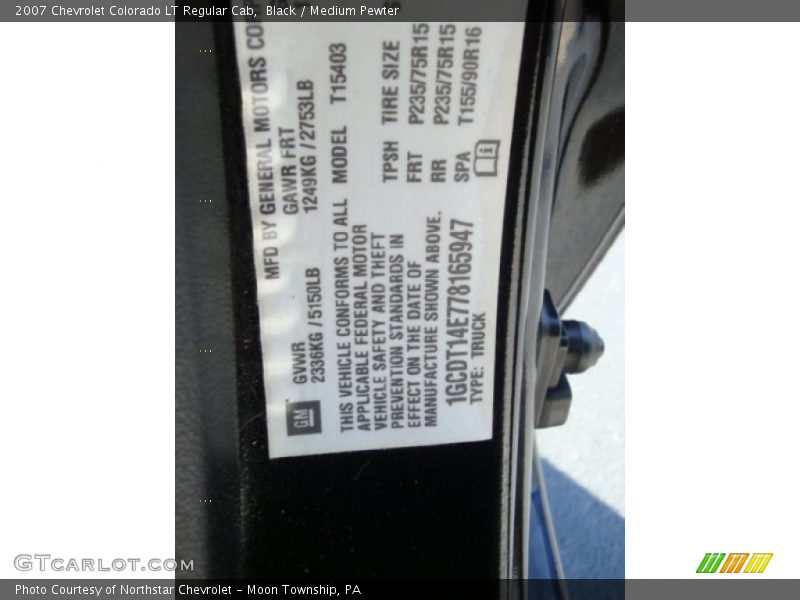 2007 Chevrolet Colorado LT Regular Cab, Black / Medium Pewter
MFD BY GENERAL MOTORS CO
GVWR GAWR FRT
2336KG / 5150LB 1249KG / 2753LB
GM
THIS VEHICLE CONFORMS TO ALL
APPLICABLE FEDERAL MOTOR
VEHICLE SAFETY AND THEFT
PREVENTION STANDARDS IN
EFFECT ON THE DATE OF
MANUFACTURE SHOWN ABOVE.
1GCDT14E778165947
TYPE: TRUCK
MODEL T15403
TPSH TIRE SIZE
FRT P235/75R15
RR P235/75R15
SPA T155/90R16
GTCARLOT.COM
Photo Courtesy of Northstar Chevrolet - Moon Township, PA